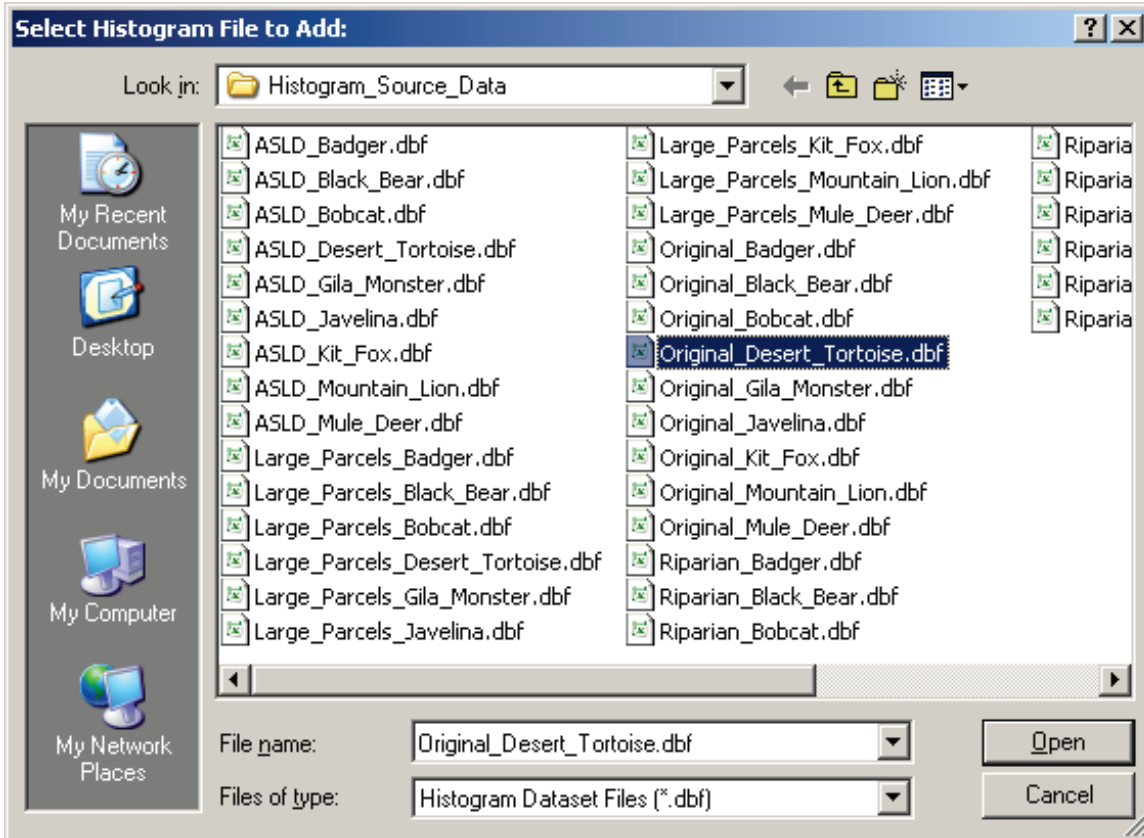 Select Histogram File to Add:
Look in: Histogram_Source_Data
My Recent
Documents
Desktop
My Documents
My Computer
My Network
Places
ASLD_Badger.dbf
ASLD_Black_Bear.dbf
ASLD_Bobcat.dbf
ASLD_Desert_Tortoise.dbf
ASLD_Gila_Monster.dbf
ASLD_Javelina.dbf
ASLD_Kit_Fox.dbf
ASLD_Mountain_Lion.dbf
ASLD_Mule_Deer.dbf
Large_Parcels_Badger.dbf
Large_Parcels_Black_Bear.dbf
Large_Parcels_Bobcat.dbf
Large_Parcels_Desert_Tortoise.dbf
Large_Parcels_Gila_Monster.dbf
Large_Parcels_Javelina.dbf
Large_Parcels_Kit_Fox.dbf
Large_Parcels_Mountain_Lion.dbf
Large_Parcels_Mule_Deer.dbf
Original_Badger.dbf
Original_Black_Bear.dbf
Original_Bobcat.dbf
Original_Desert_Tortoise.dbf
Original_Gila_Monster.dbf
Original_Javelina.dbf
Original_Kit_Fox.dbf
Original_Mountain_Lion.dbf
Original_Mule_Deer.dbf
Riparian_Badger.dbf
Riparian_Black_Bear.dbf
Riparian_Bobcat.dbf
Riparia
Riparia
Riparia
Riparia
Riparia
Riparia
File name: Original_Desert_Tortoise.dbf Open
Files of type: Histogram Dataset Files (*.dbf) Cancel